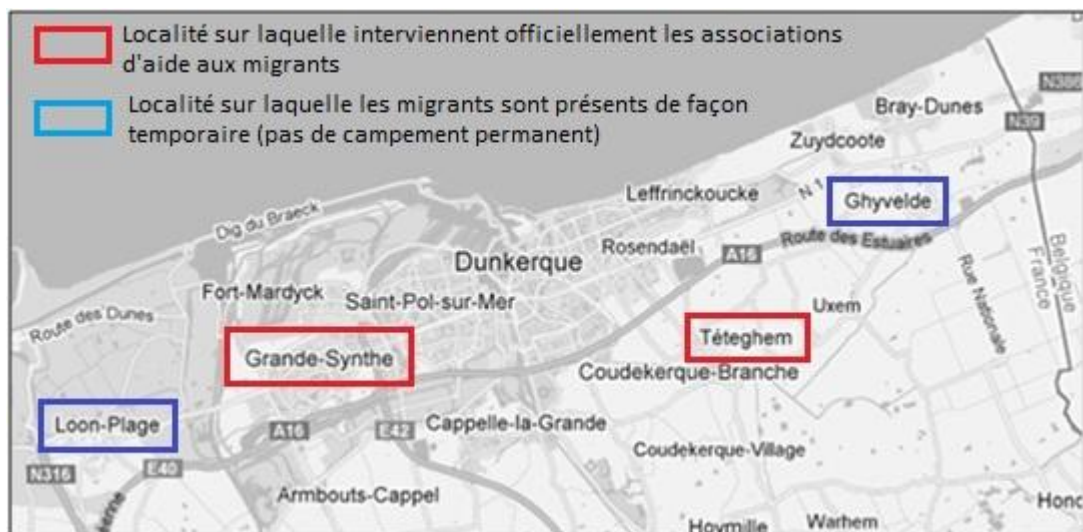 Localité sur laquelle interviennent officiellement les associations
d'aide aux migrants
Localité sur laquelle les migrants sont présents de façon
temporaire (pas de campement permanent)
N386
Bray-Dunes
N39
Zuydcoote
Leffrinckoucke
N 1
Ghyvelde
Dig du Braeck
Rosendaël
A16
Route des Estuaires
Belgique
France
Dunkerque
Rue Nationale
Fort-Mardyck
Saint-Pol-sur-Mer
Uxem
Route des Dunes
Téteghem
Grande-Synthe
Coudekerque-Branche
Loon-Plage
A16
E42
Cappelle-la-Grande
Coudekerque-Village
N316
E40
Armbouts-Cappel
Hoymille
Warhem